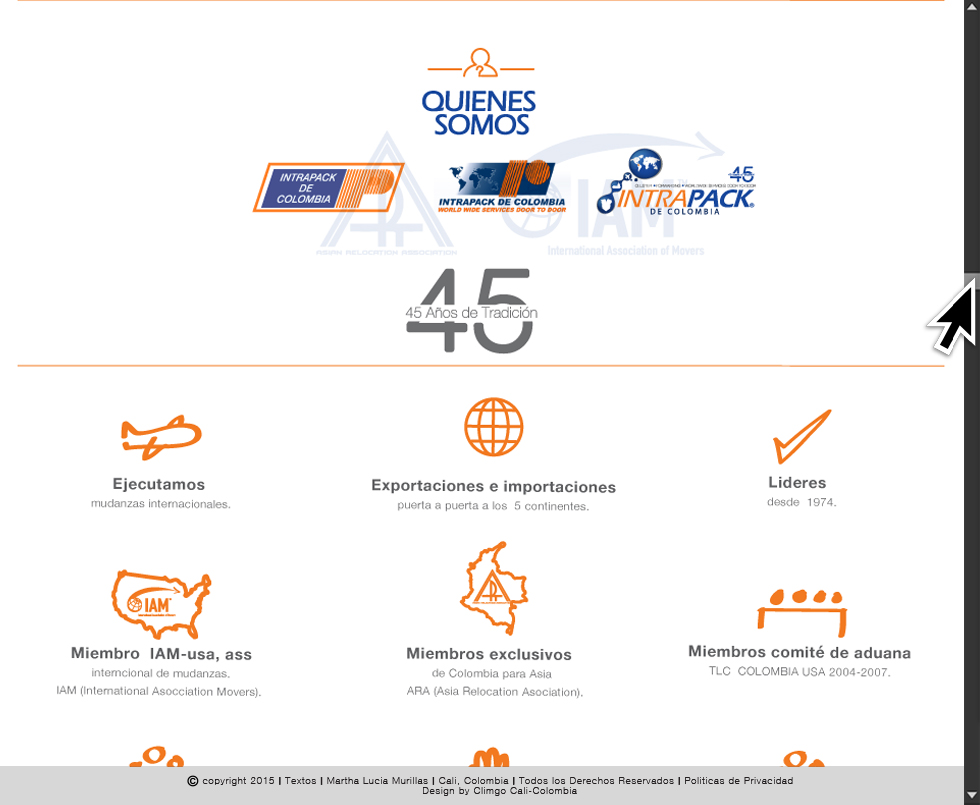 QUIENES
SOMOS
INTRAPACK
DE
COLOMBIA
INTRAPACK DE COLOMBIA
WORLD WIDE SERVICES DOOR TO DOOR
45
INTRAPACK
DE COLOMBIA
ASIAN RELOCATION ASSOCIATION
IAM
International Association of Movers
45
45 Años de Tradición
Ejecutamos
mudanzas internacionales.
Exportaciones e importaciones
puerta a puerta a los 5 continentes.
Lideres
desde 1974.
IAM
Miembro IAM-usa, ass
interncional de mudanzas.
IAM (International Asocciation Movers).
Miembros exclusivos
de Colombia para Asia
ARA (Asia Relocation Asociation).
Miembros comité de aduana
TLC COLOMBIA USA 2004-2007.
© copyright 2015 I Textos I Martha Lucia Murillas I Cali, Colombia I Todos los Derechos Reservados I Politicas de Privacidad
Design by Climgo Cali-Colombia